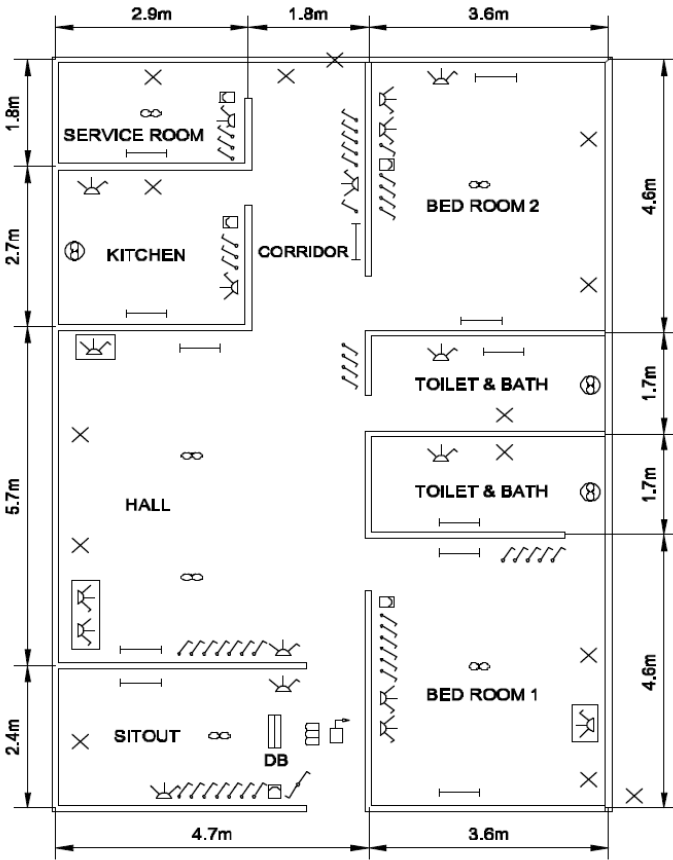 2.9m 1.8m 3.6m
1.8m
SERVICE ROOM
BED ROOM 2
4.6m
2.7m
KITCHEN
CORRIDOR
TOILET & BATH
1.7m
5.7m
HALL
TOILET & BATH
1.7m
BED ROOM 1
4.6m
2.4m
SITOUT
DB
4.7m 3.6m